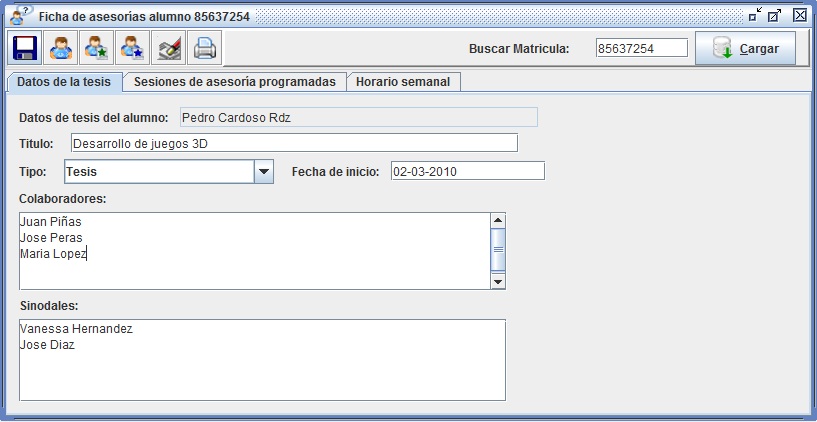 Ficha de asesorías alumno 85637254
Buscar Matricula: 85637254 Cargar
Datos de la tesis Sesiones de asesoria programadas Horario semanal
Datos de tesis del alumno: Pedro Cardoso Rdz
Titulo: Desarrollo de juegos 3D
Tipo: Tesis Fecha de inicio: 02-03-2010
Colaboradores:
Juan Piñas
Jose Peras
Maria Lopez
Sinodales:
Vanessa Hernandez
Jose Diaz